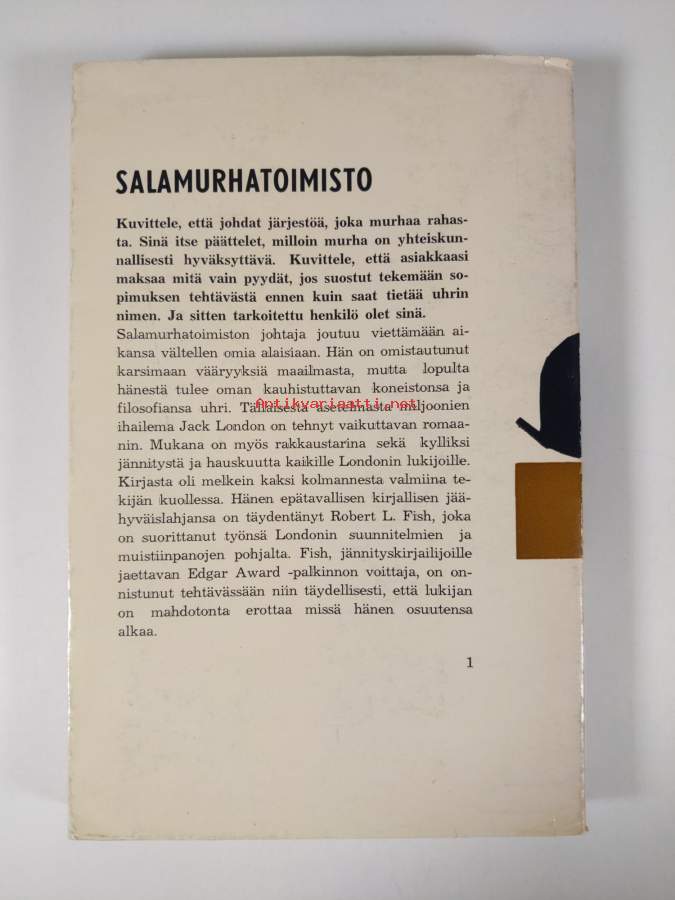 SALAMURHATOIMISTO
Kuvittele, että johdat järjestöä, joka murhaa rahas-
ta. Sinä itse päättelet, milloin murha on yhteiskun-
nallisesti hyväksyttävä. Kuvittele, että asiakkaasi
maksaa mitä vain pyydät, jos suostut tekemään so-
pimuksen tehtävästä ennen kuin saat tietää uhrin
nimen. Ja sitten tarkoitettu henkilö olet sinä.
Salamurhatoimiston johtaja joutuu viettämään ai-
kansa vältellen omia alaisiaan. Hän on omistautunut
karsimaan vääryyksiä maailmasta, mutta lopulta
hänestä tulee oman kauhistuttavan koneistonsa ja
filosofiansa uhri. Tällaisesta asetelmasta miljoonien
Antikvariaatti.net
ihailema Jack London on tehnyt vaikuttavan romaa-
nin. Mukana on myös rakkaustarina sekä kylliksi
jännitystä ja hauskuutta kaikille Londonin lukijoille.
Kirjasta oli melkein kaksi kolmannesta valmiina te-
kijän kuollessa. Hänen epätavallisen kirjallisen jää-
hyväislahjansa on täydentänyt Robert L. Fish, joka
on suorittanut työnsä Londonin suunnitelmien ja
muistiinpanojen pohjalta. Fish, jännityskirjailijoille
jaettavan Edgar Award -palkinnon voittaja, on on-
nistunut tehtävässään niin täydellisesti, että lukijan
on mahdotonta erottaa missä hänen osuutensa
alkaa.
1